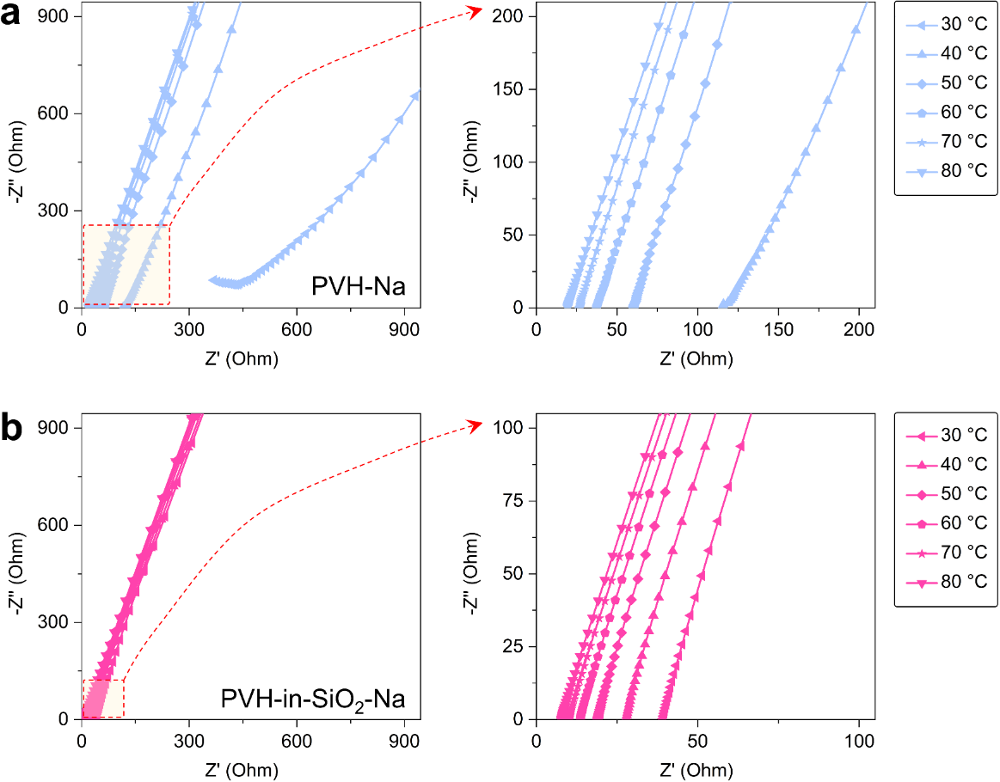 a
900
600
300
0
-Z" (Ohm)
0 300 600 900
Z' (Ohm)
PVH-Na
200
150
100
50
0
-Z" (Ohm)
0 50 100 150 200
Z' (Ohm)
30 °C
40 °C
50 °C
60 °C
70 °C
80 °C
b
900
600
300
0
-Z" (Ohm)
0 300 600 900
Z' (Ohm)
PVH-in-SiO₂-Na
100
75
50
25
0
-Z" (Ohm)
0 50 100
Z' (Ohm)
30 °C
40 °C
50 °C
60 °C
70 °C
80 °C